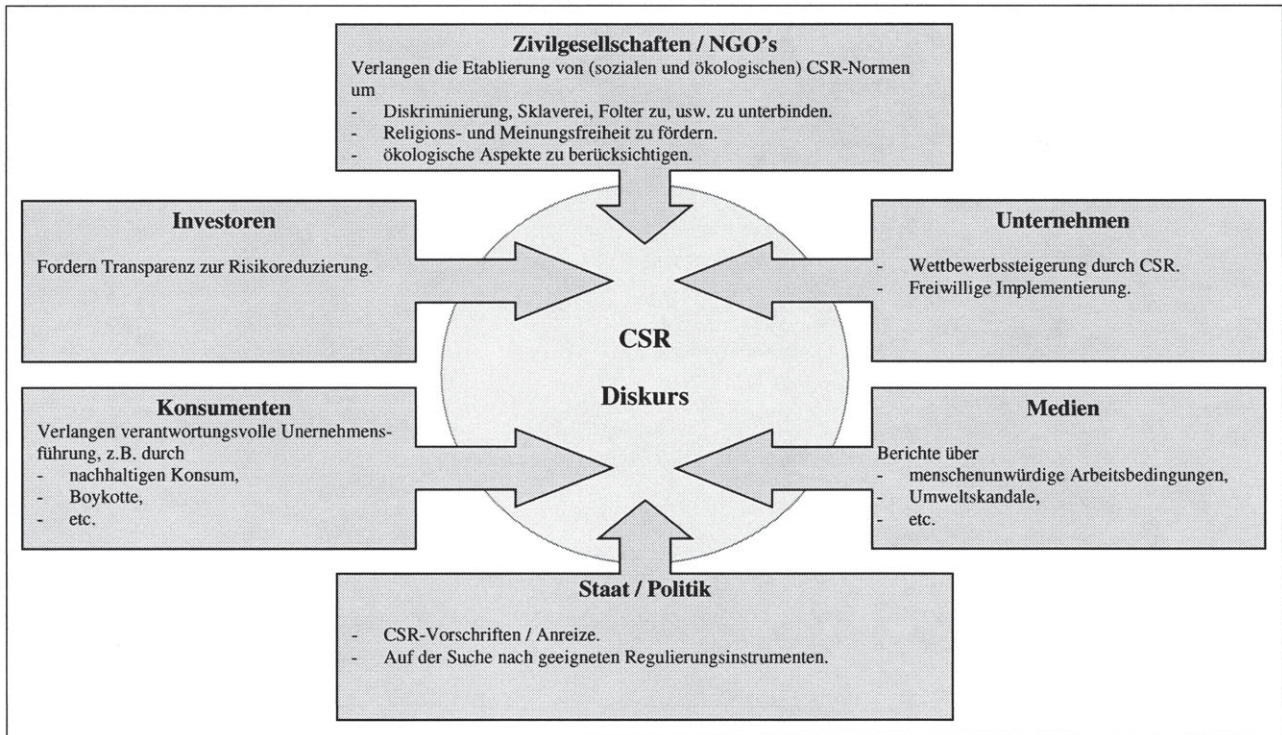 Zivilgesellschaften / NGO's
Verlangen die Etablierung von (sozialen und ökologischen) CSR-Normen
um
- Diskriminierung, Sklaverei, Folter zu, usw. zu unterbinden.
- Religions- und Meinungsfreiheit zu fördern.
- ökologische Aspekte zu berücksichtigen.
Investoren
Fordern Transparenz zur Risikoreduzierung.
Unternehmen
- Wettbewerbssteigerung durch CSR.
- Freiwillige Implementierung.
CSR
Diskurs
Konsumenten
Verlangen verantwortungsvolle Unernehmens-
führung, z.B. durch
- nachhaltigen Konsum,
- Boykotte,
- etc.
Medien
Berichte über
- menschenunwürdige Arbeitsbedingungen,
- Umweltskandale,
- etc.
Staat / Politik
- CSR-Vorschriften / Anreize.
- Auf der Suche nach geeigneten Regulierungsinstrumenten.